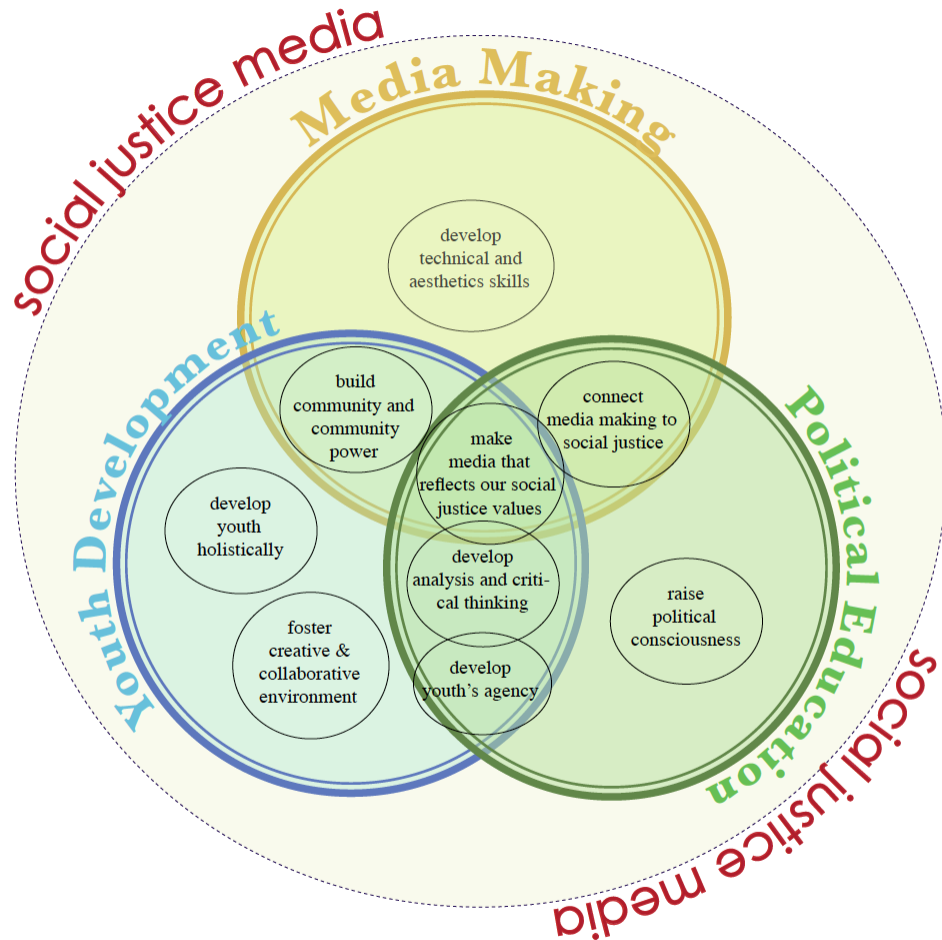 social justice media
Media Making
develop
technical and
aesthetics skills
Youth Development
build
community and
community
power
connect
media making to
social justice
Political Education
make
media that
reflects our social
justice values
develop
youth
holistically
develop
analysis and criti-
cal thinking
raise
political
consciousness
foster
creative &
collaborative
environment
develop
youth's agency
social justice media